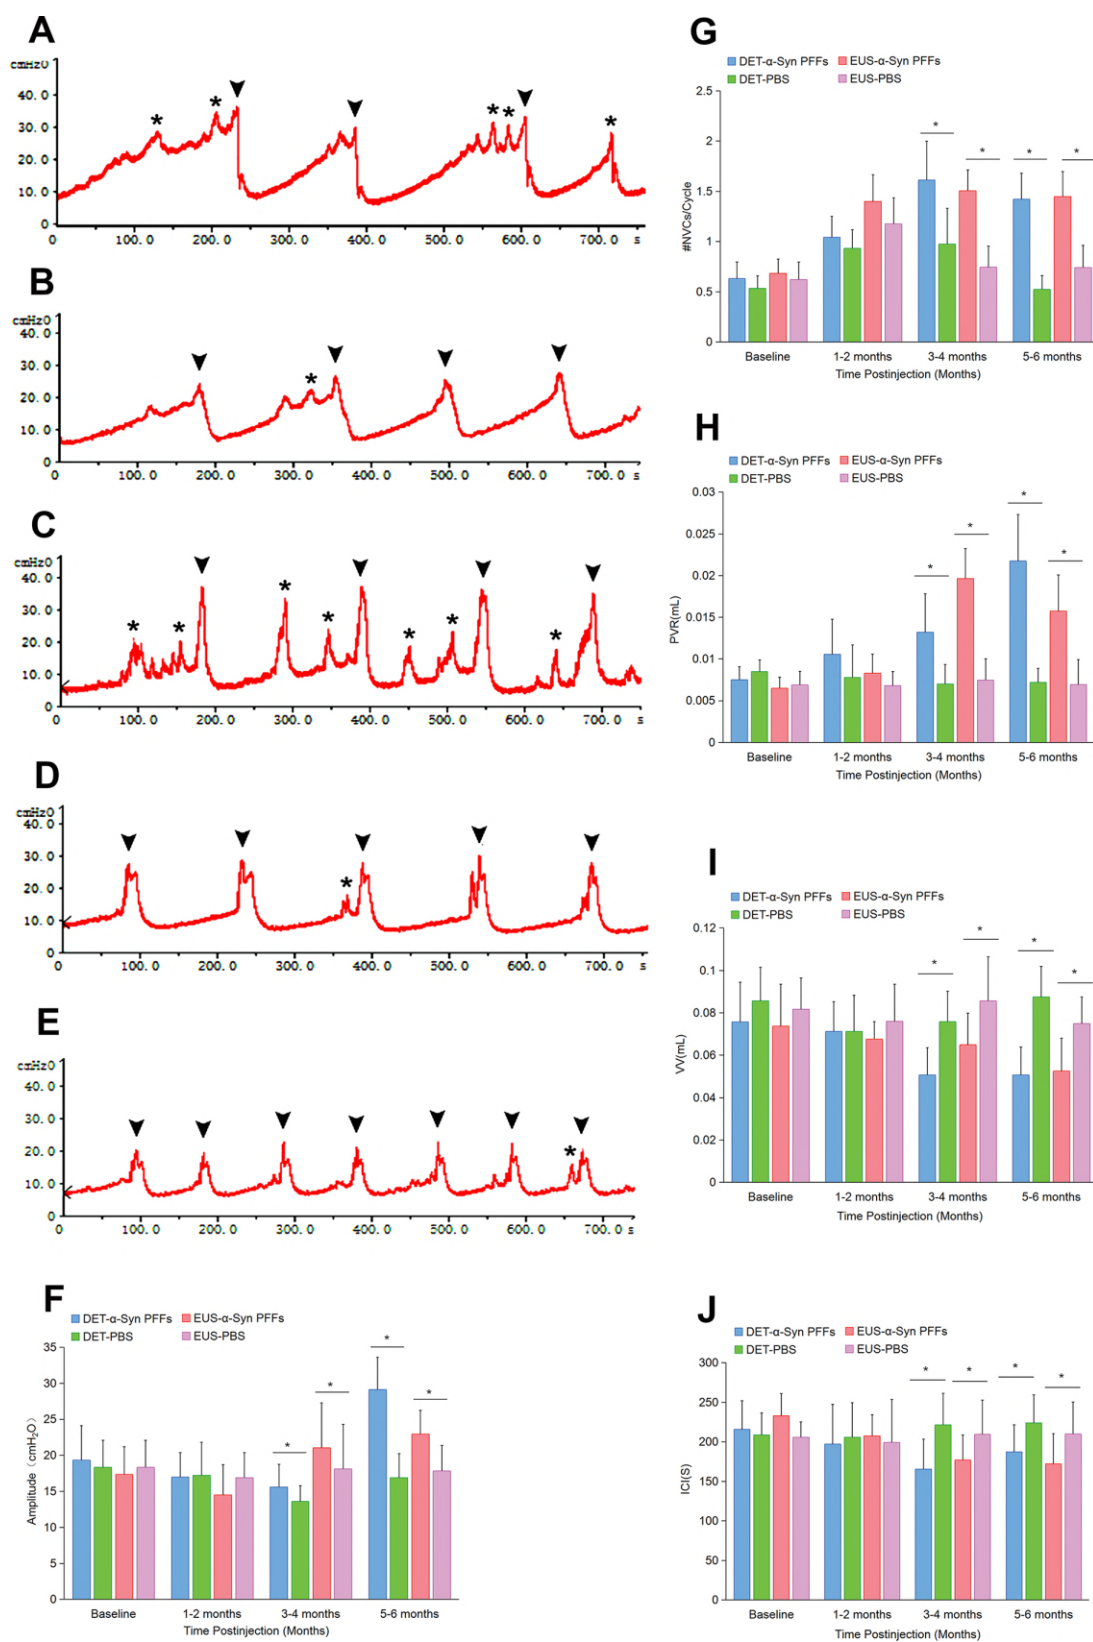 A
cmH2O
40.0
30.0
20.0
10.0
0
0 100.0 200.0 300.0 400.0 500.0 600.0 700.0 s
* * * * *
B
cmH2O
40.0
30.0
20.0
10.0
0
0 100.0 200.0 300.0 400.0 500.0 600.0 700.0 s
*
C
cmH2O
40.0
30.0
20.0
10.0
0
0 100.0 200.0 300.0 400.0 500.0 600.0 700.0 s
* * * * * * *
D
cmH2O
40.0
30.0
20.0
10.0
0
0 100.0 200.0 300.0 400.0 500.0 600.0 700.0 s
*
E
cmH2O
40.0
30.0
20.0
10.0
0
0 100.0 200.0 300.0 400.0 500.0 600.0 700.0 s
*
F
DET-α-Syn PFFs EUS-α-Syn PFFs
DET-PBS EUS-PBS
Amplitude (cmH₂O)
35
30
25
20
15
10
5
0
* * * *
Baseline 1-2 months 3-4 months 5-6 months
Time Postinjection (Months)
G
DET-α-Syn PFFs EUS-α-Syn PFFs
DET-PBS EUS-PBS
#NVCs/Cycle
2.5
2
1.5
1
0.5
0
* * * *
Baseline 1-2 months 3-4 months 5-6 months
Time Postinjection (Months)
H
DET-α-Syn PFFs EUS-α-Syn PFFs
DET-PBS EUS-PBS
PVR(mL)
0.03
0.025
0.02
0.015
0.01
0.005
0
* * * *
Baseline 1-2 months 3-4 months 5-6 months
Time Postinjection (Months)
I
DET-α-Syn PFFs EUS-α-Syn PFFs
DET-PBS EUS-PBS
VV(mL)
0.12
0.1
0.08
0.06
0.04
0.02
0
* * * *
Baseline 1-2 months 3-4 months 5-6 months
Time Postinjection (Months)
J
DET-α-Syn PFFs EUS-α-Syn PFFs
DET-PBS EUS-PBS
ICI(S)
300
250
200
150
100
50
0
* * * *
Baseline 1-2 months 3-4 months 5-6 months
Time Postinjection (Months)